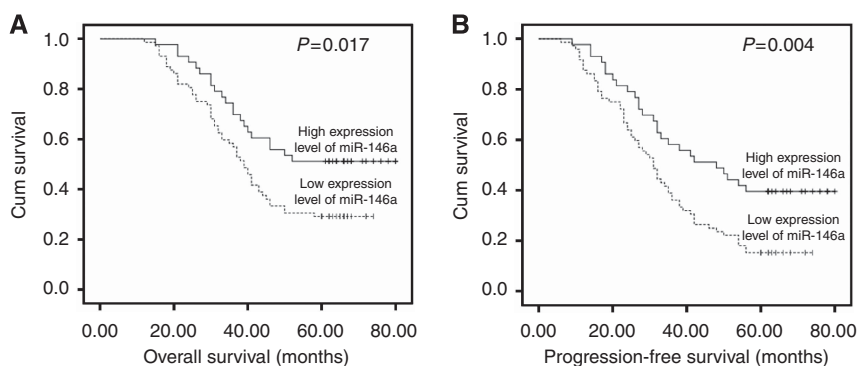 A
P=0.017
1.0
0.8
0.6
0.4
0.2
0.0
Cum survival
High expression
level of miR-146a
Low expression
level of miR-146a
0.00 20.00 40.00 60.00 80.00
Overall survival (months)
B
P=0.004
1.0
0.8
0.6
0.4
0.2
0.0
Cum survival
High expression
level of miR-146a
Low expression
level of miR-146a
0.00 20.00 40.00 60.00 80.00
Progression-free survival (months)